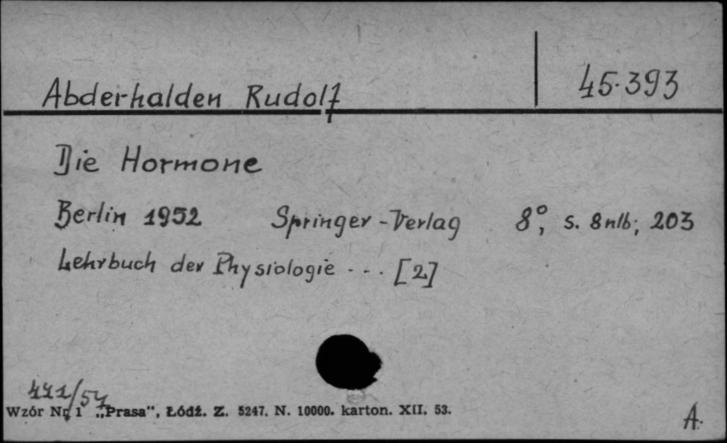 45.393
Abderhalden Rudolf
Die Hormone
Berlin 1952 Springer-Verlag 8°, s. 8nlb; 203
Lehrbuch der Physiologie ... [2]
441/54
Wzór Nr 1 „Prasa”, Łódź. Z. 5247. N. 10000. karton. XII. 53.
A.